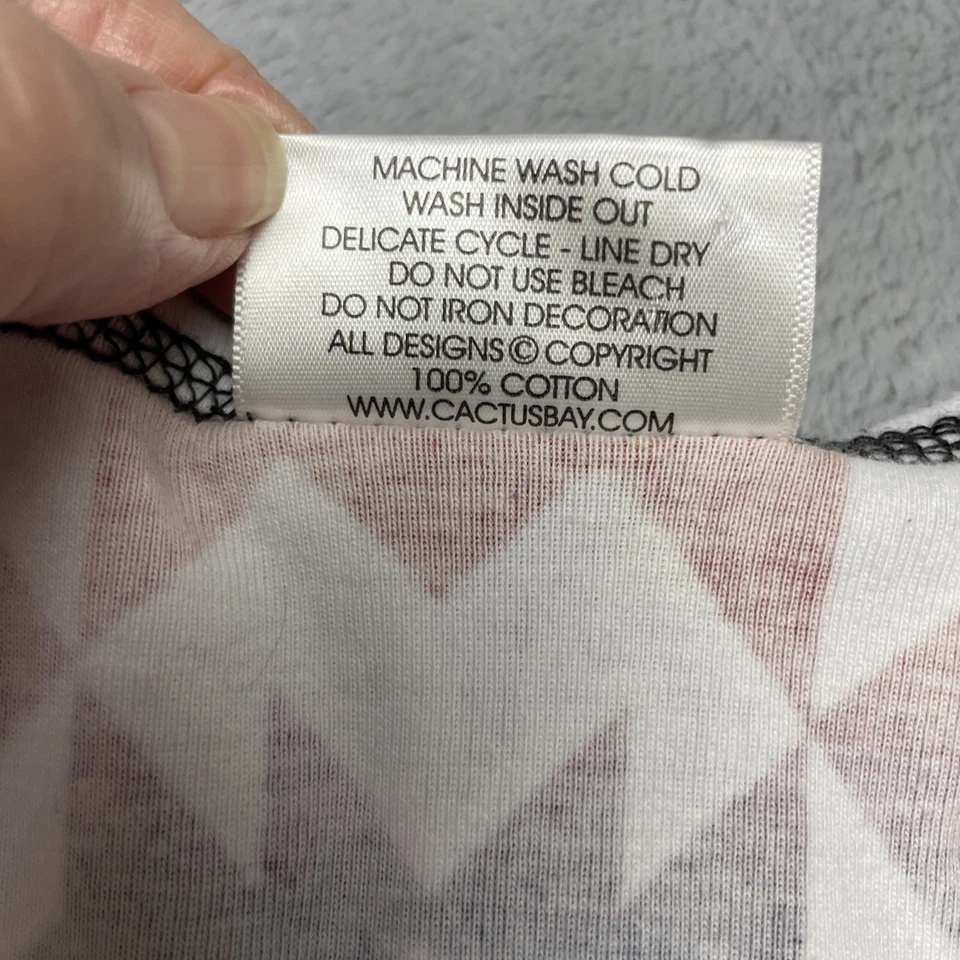 MACHINE WASH COLD
WASH INSIDE OUT
DELICATE CYCLE - LINE DRY
DO NOT USE BLEACH
DO NOT IRON DECORATION
ALL DESIGNS © COPYRIGHT
100% COTTON
WWW.CACTUSBAY.COM